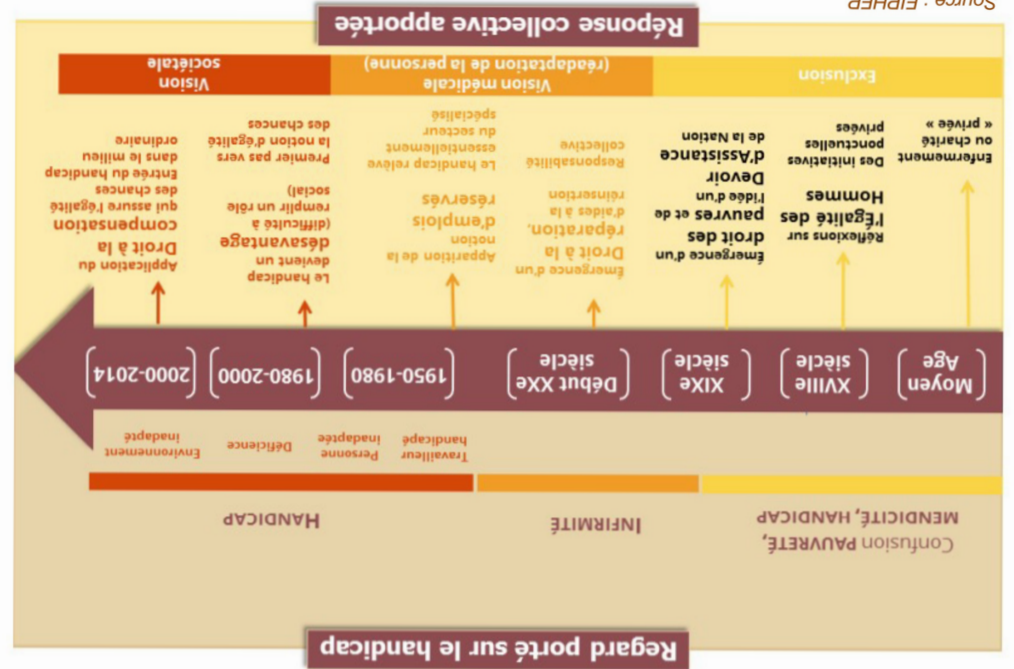 Regard porté sur le handicap
Confusion PAUVRETÉ,
MENDICITÉ, HANDICAP
INFIRMITÉ
HANDICAP
Travailleur
handicapé
Personne
inadaptée
Déficience
Environnement
inadapté
Moyen
Age
XVIIIe
siècle
XIXe
siècle
Début XXe
siècle
1950-1980
1980-2000
2000-2014
Enfermement
ou charité
« privée »
Réflexions sur
l'Égalité des
Hommes
Des initiatives
ponctuelles
privées
Émergence d'un
droit des
pauvres et de
l'idée d'un
Devoir
d'Assistance
de la Nation
Émergence d'un
Droit à la
réparation,
d'aides à la
réinsertion
Responsabilité
collective
Apparition de la
notion
d'emplois
réservés
Le handicap relève
essentiellement
du secteur
spécialisé
Le handicap
devient un
désavantage
(difficulté à
remplir un rôle
social)
Premier pas vers
la notion d'égalité
des chances
Application du
Droit à la
compensation
qui assure l'égalité
des chances
Entrée du handicap
dans le milieu
ordinaire
Exclusion
Vision médicale
(réadaptation de la personne)
Vision
sociétale
Réponse collective apportée
Source : EIPHER